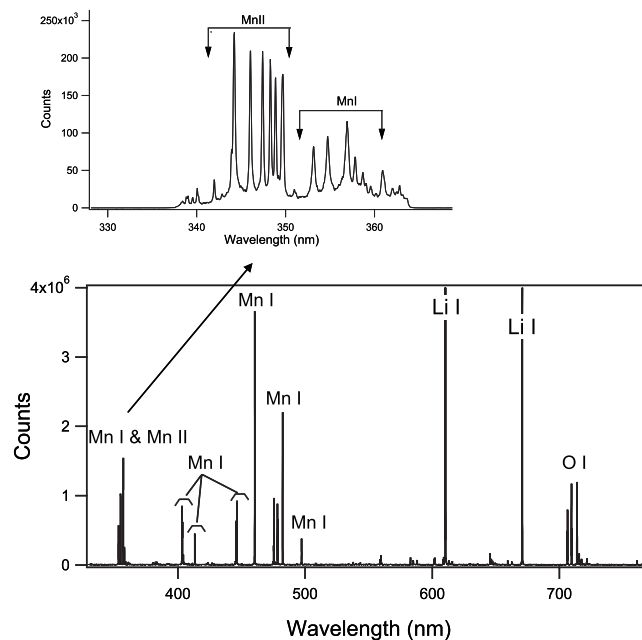 MnII
MnI
250x10³
200
150
100
50
0
Counts
330
340
350
360
Wavelength (nm)
4x10⁶
3
2
1
0
Counts
Mn I
Li I
Li I
Mn I
Mn I & Mn II
Mn I
O I
Mn I
400
500
600
700
Wavelength (nm)